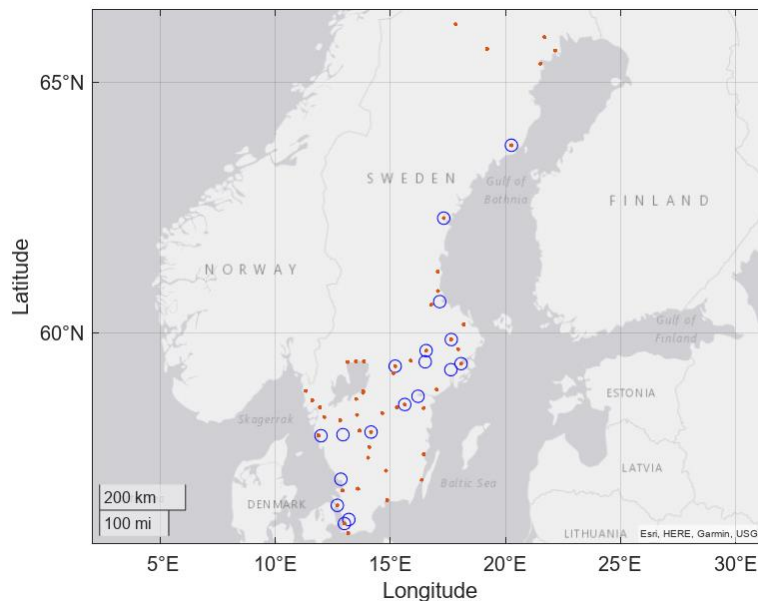 65°N
Gulf of
Bothnia
SWEDEN
FINLAND
NORWAY
Latitude
60°N
Gulf of
Finland
ESTONIA
Skagerrak
LATVIA
Baltic Sea
200 km
100 mi
DENMARK
LITHUANIA
Esri, HERE, Garmin, USG
5°E 10°E 15°E 20°E 25°E 30°E
Longitude